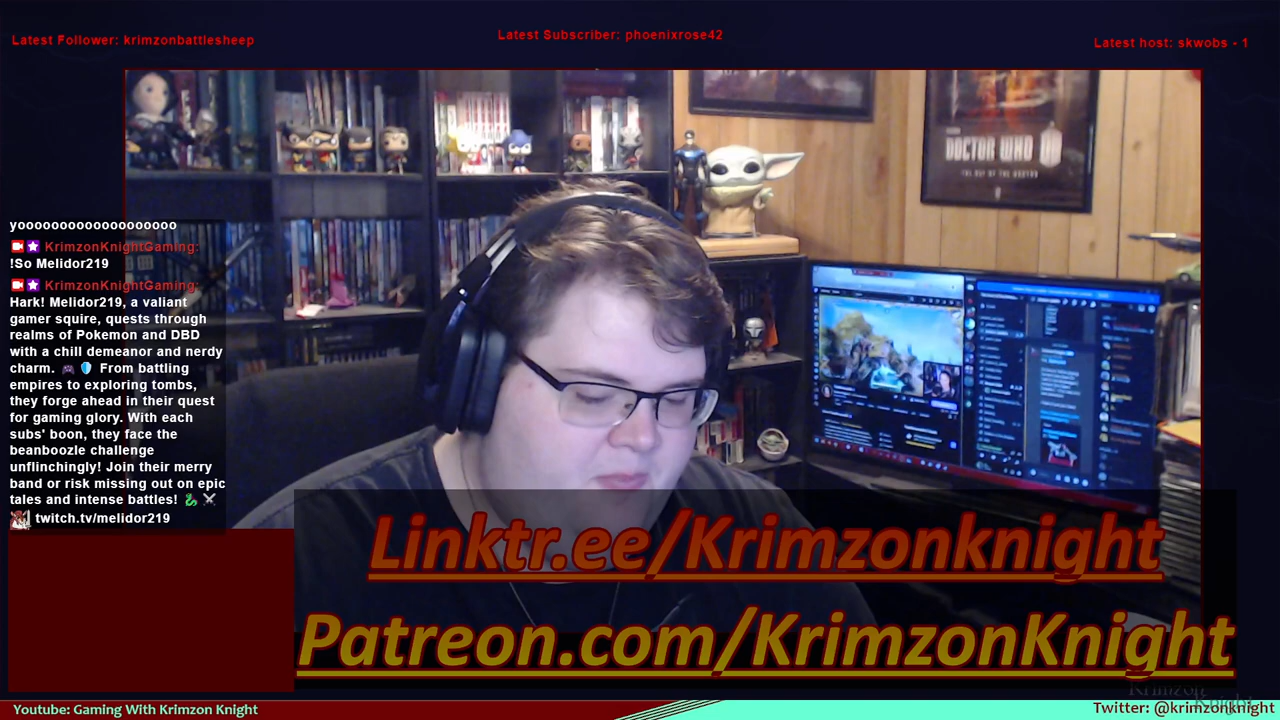 Latest Follower: krimzonbattlesheep
Latest Subscriber: phoenixrose42
Latest host: skwobs - 1
DOCTOR WHO
yooooooooooooooooooo
KrimzonKnightGaming:
!So Melidor219
KrimzonKnightGaming:
Hark! Melidor219, a valiant
gamer squire, quests through
realms of Pokemon and DBD
with a chill demeanor and nerdy
charm. 🎮 🛡️ From battling
empires to exploring tombs,
they forge ahead in their quest
for gaming glory. With each
subs' boon, they face the
beanboozle challenge
unflinchingly! Join their merry
band or risk missing out on epic
tales and intense battles! 🐉 ⚔️
twitch.tv/melidor219
Linktr.ee/Krimzonknight
Patreon.com/KrimzonKnight
Krimzon
Knight
Youtube: Gaming With Krimzon Knight
Twitter: @krimzonknight